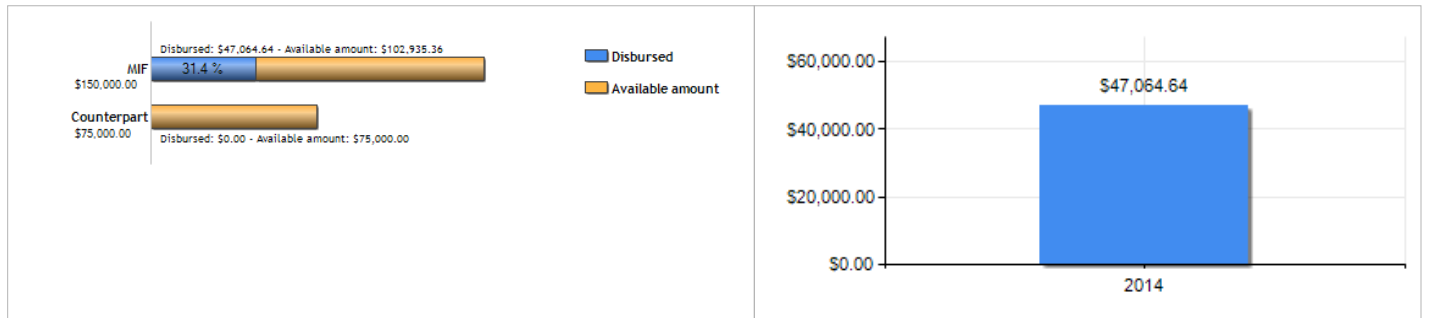 Disbursed: $47,064.64 - Available amount: $102,935.36
MIF
31.4 %
$150,000.00
Counterpart
$75,000.00
Disbursed: $0.00 - Available amount: $75,000.00
Disbursed
Available amount
$60,000.00
$47,064.64
$40,000.00
$20,000.00
$0.00
2014